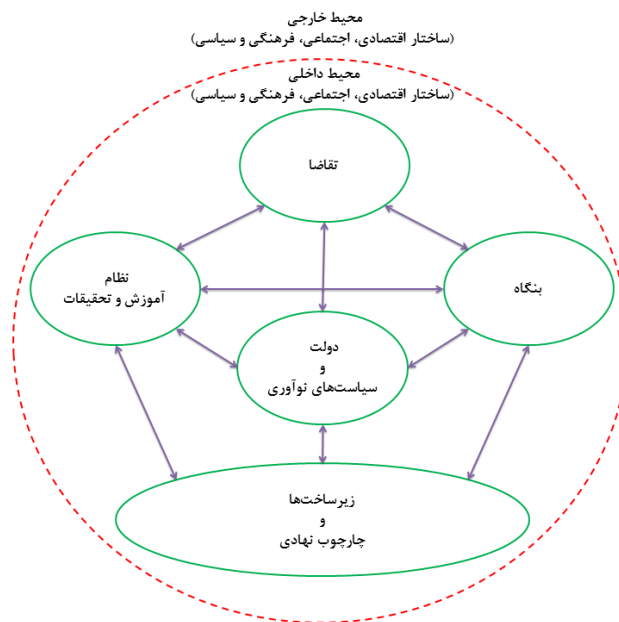 محیط خارجی
(ساختار اقتصادی، اجتماعی، فرهنگی و سیاسی)
محیط داخلی
(ساختار اقتصادی، اجتماعی، فرهنگی و سیاسی)
تقاضا
بنگاه
نظام
آموزش و تحقیقات
دولت
و
سیاست‌های نوآوری
زیرساخت‌ها
و
چارچوب نهادی